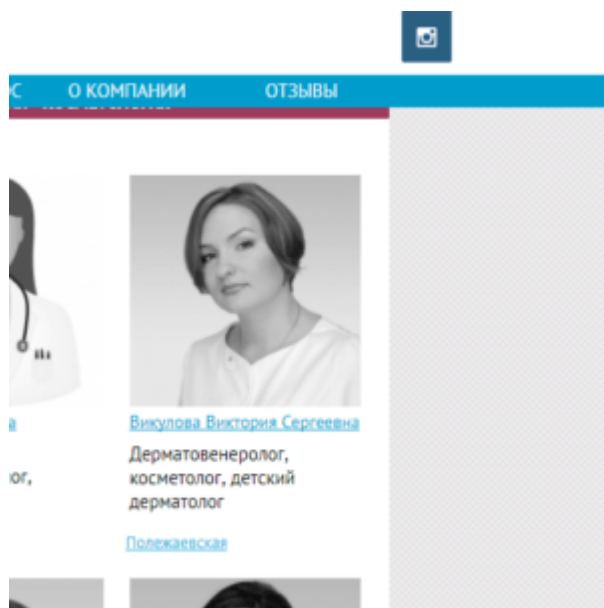 О КОМПАНИИ ОТЗЫВЫ
Викулова Виктория Сергеевна
Дерматовенеролог,
косметолог, детский
дерматолог
Полежаевская